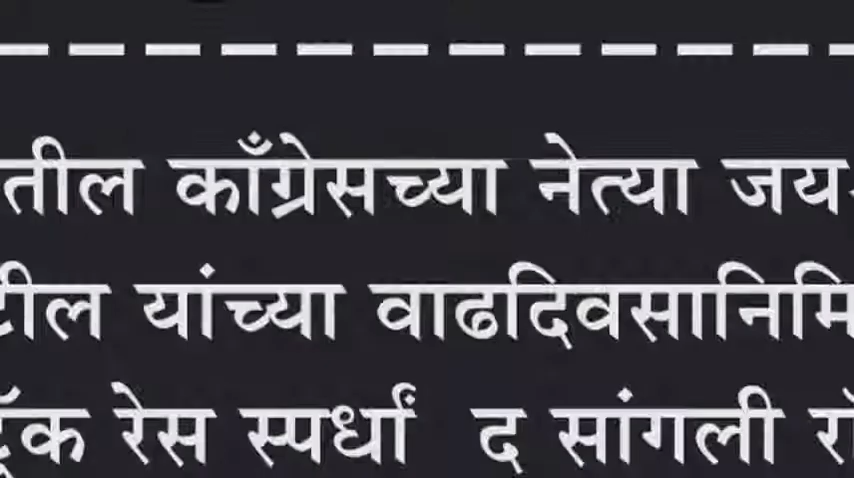 तील काँग्रेसच्या नेत्या जय
टील यांच्या वाढदिवसानिमि
ट्रॅक रेस स्पर्धां द सांगली रॉ